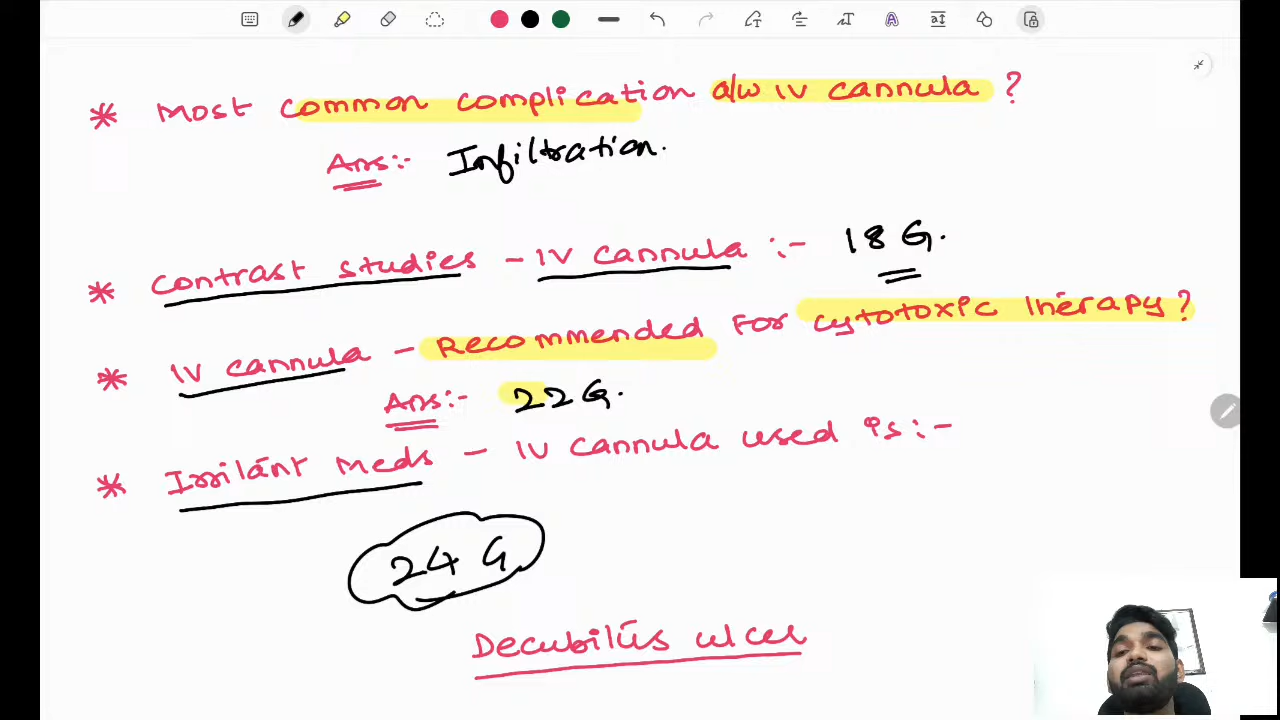 * Most common complication a/w IV cannula ?
Ans:- Infiltration.
* Contrast studies - IV cannula :- 18 G.
* IV cannula - Recommended for cytotoxic therapy?
Ans:- 22 G.
* Irritant Meds - IV cannula used is:-
24 G
Decubitus ulcer